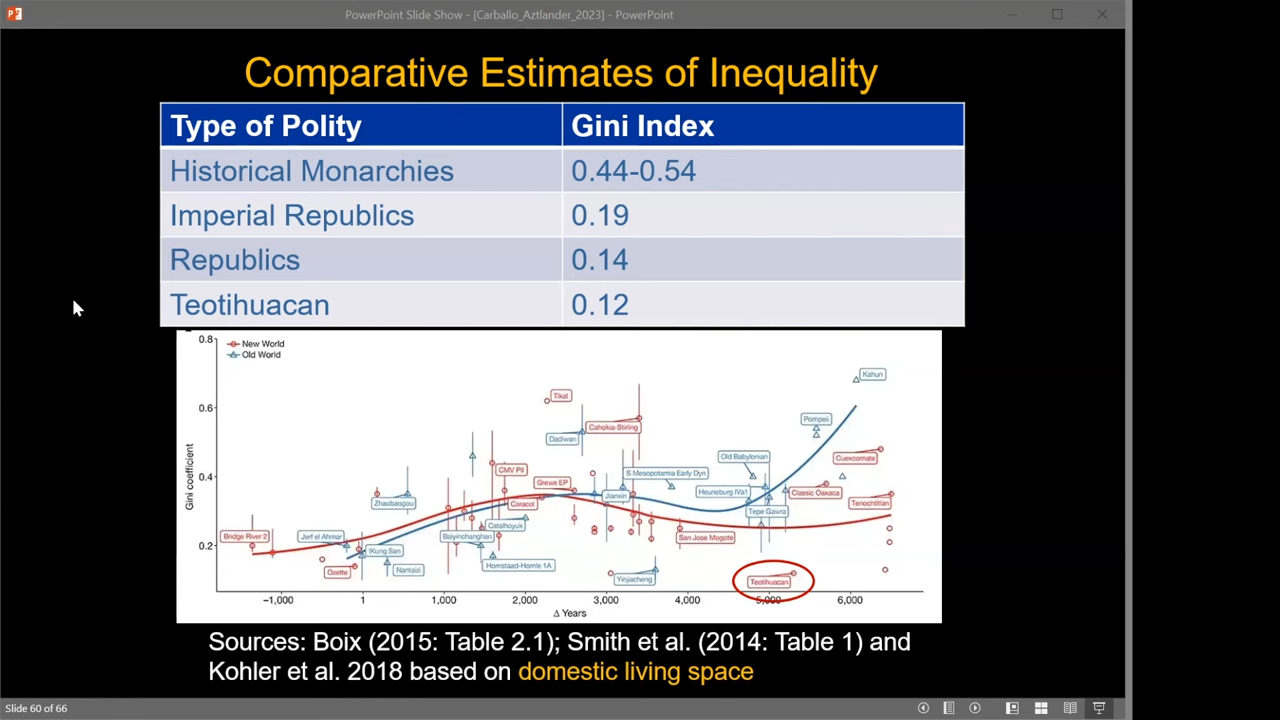 PowerPoint Slide Show - [Carballo_Aztlander_2023] - PowerPoint
Comparative Estimates of Inequality
Type of Polity Gini Index
Historical Monarchies 0.44-0.54
Imperial Republics 0.19
Republics 0.14
Teotihuacan 0.12
0.8
New World
Old World
Kahun
Tikal
0.6
Pompeii
Cahokia-Stirling
Dadiwan
Gini coefficient
Old Babylonian
Cuexcomate
CMV PII
S Mesopotamia Early Dyn
0.4
Grewe EP
Heuneburg IVa1
Classic Oaxaca
Jianxin
Zhaobaogou
Caracol
Tenochtitlan
Tepe Gawra
Catalhoyuk
Bridge River 2
Jerf el Ahmar
Baiyinchanghan
San Jose Mogote
0.2
!Kung San
Hornstaad-Hornle 1A
Ozette
Nantaizi
Yinjiacheng
Teotihuacan
-1,000 1 1,000 2,000 3,000 4,000 5,000 6,000
Δ Years
Sources: Boix (2015: Table 2.1); Smith et al. (2014: Table 1) and
Kohler et al. 2018 based on domestic living space
Slide 60 of 66